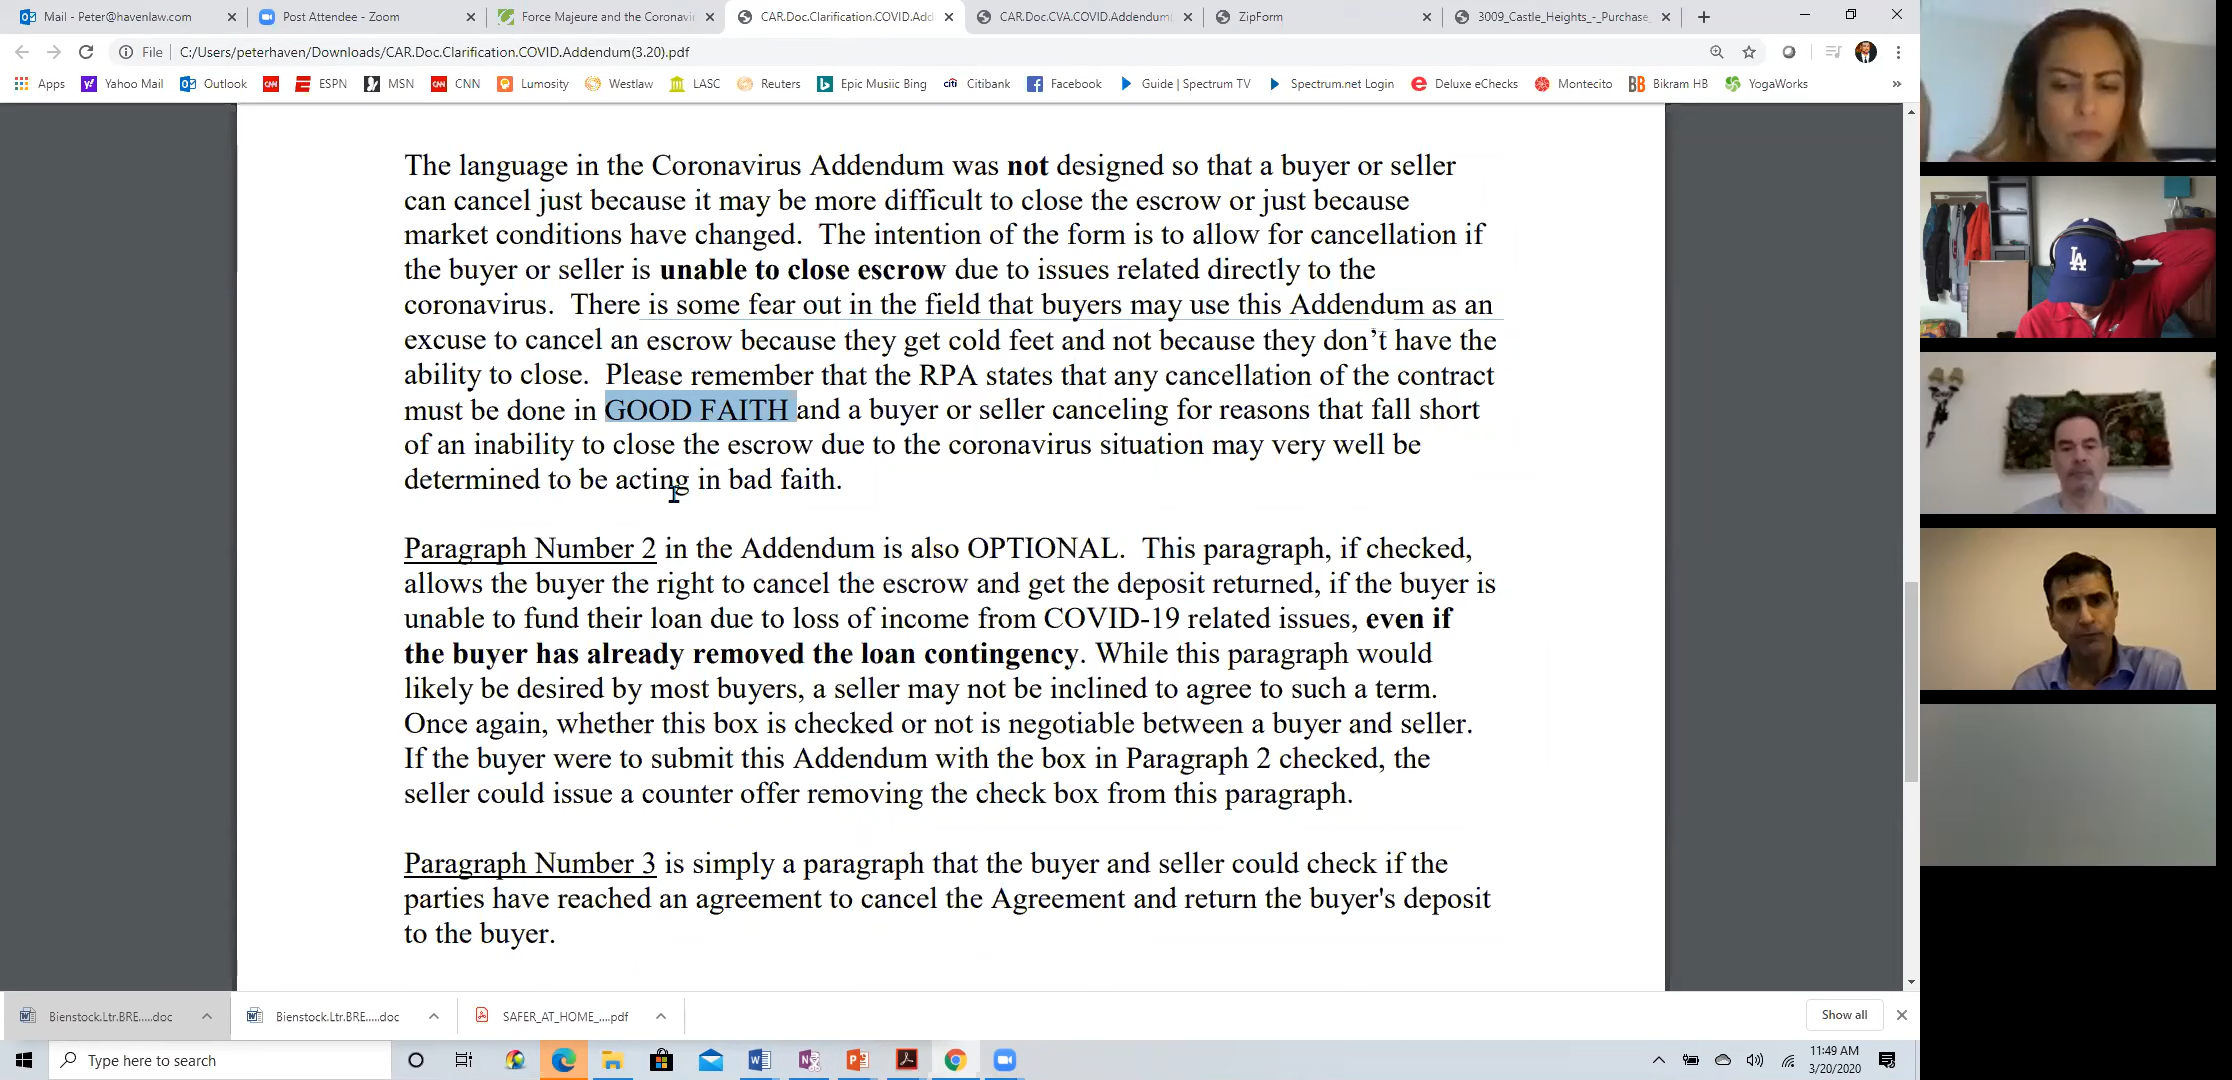 Mail - Peter@havenlaw.com
Post Attendee - Zoom
Force Majeure and the Coronavir
CAR.Doc.Clarification.COVID.Add
CAR.Doc.CVA.COVID.Addendum
ZipForm
3009_Castle_Heights_-_Purchase_
File
C:/Users/peterhaven/Downloads/CAR.Doc.Clarification.COVID.Addendum(3.20).pdf
Apps Yahoo Mail Outlook ESPN MSN CNN Lumosity Westlaw LASC Reuters Epic Musiic Bing Citibank Facebook Guide | Spectrum TV Spectrum.net Login Deluxe eChecks Montecito Bikram HB YogaWorks »
The language in the Coronavirus Addendum was not designed so that a buyer or seller
can cancel just because it may be more difficult to close the escrow or just because
market conditions have changed. The intention of the form is to allow for cancellation if
the buyer or seller is unable to close escrow due to issues related directly to the
coronavirus. There is some fear out in the field that buyers may use this Addendum as an
excuse to cancel an escrow because they get cold feet and not because they don’t have the
ability to close. Please remember that the RPA states that any cancellation of the contract
must be done in GOOD FAITH and a buyer or seller canceling for reasons that fall short
of an inability to close the escrow due to the coronavirus situation may very well be
determined to be acting in bad faith.
Paragraph Number 2 in the Addendum is also OPTIONAL. This paragraph, if checked,
allows the buyer the right to cancel the escrow and get the deposit returned, if the buyer is
unable to fund their loan due to loss of income from COVID-19 related issues, even if
the buyer has already removed the loan contingency. While this paragraph would
likely be desired by most buyers, a seller may not be inclined to agree to such a term.
Once again, whether this box is checked or not is negotiable between a buyer and seller.
If the buyer were to submit this Addendum with the box in Paragraph 2 checked, the
seller could issue a counter offer removing the check box from this paragraph.
Paragraph Number 3 is simply a paragraph that the buyer and seller could check if the
parties have reached an agreement to cancel the Agreement and return the buyer's deposit
to the buyer.
LA
Bienstock.Ltr.BRE.....doc
Bienstock.Ltr.BRE.....doc
SAFER_AT_HOME_....pdf
Show all
Type here to search
11:49 AM
3/20/2020